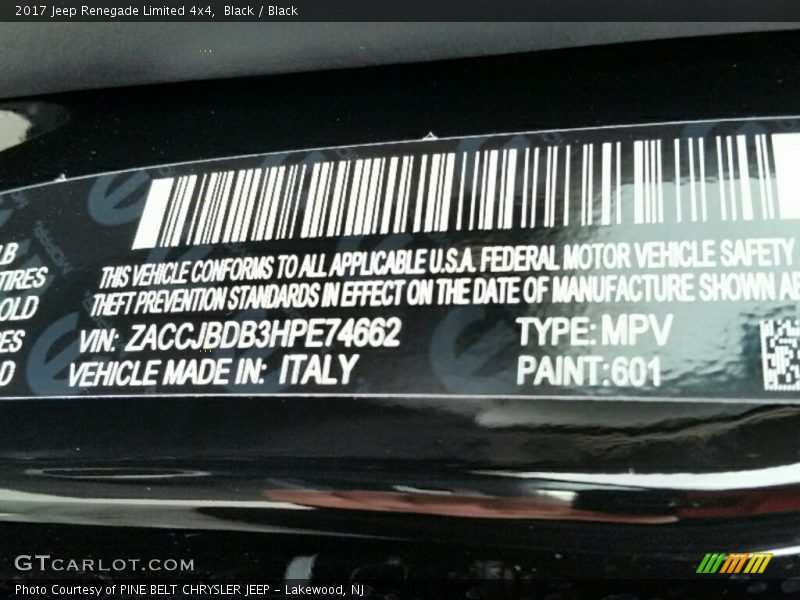 2017 Jeep Renegade Limited 4x4, Black / Black
LB
TIRES
OLD
RES
D
THIS VEHICLE CONFORMS TO ALL APPLICABLE U.S.A. FEDERAL MOTOR VEHICLE SAFETY
THEFT PREVENTION STANDARDS IN EFFECT ON THE DATE OF MANUFACTURE SHOWN AB
VIN: ZACCJBDB3HPE74662 TYPE: MPV
VEHICLE MADE IN: ITALY PAINT: 601
GTCARLOT.COM
Photo Courtesy of PINE BELT CHRYSLER JEEP - Lakewood, NJ